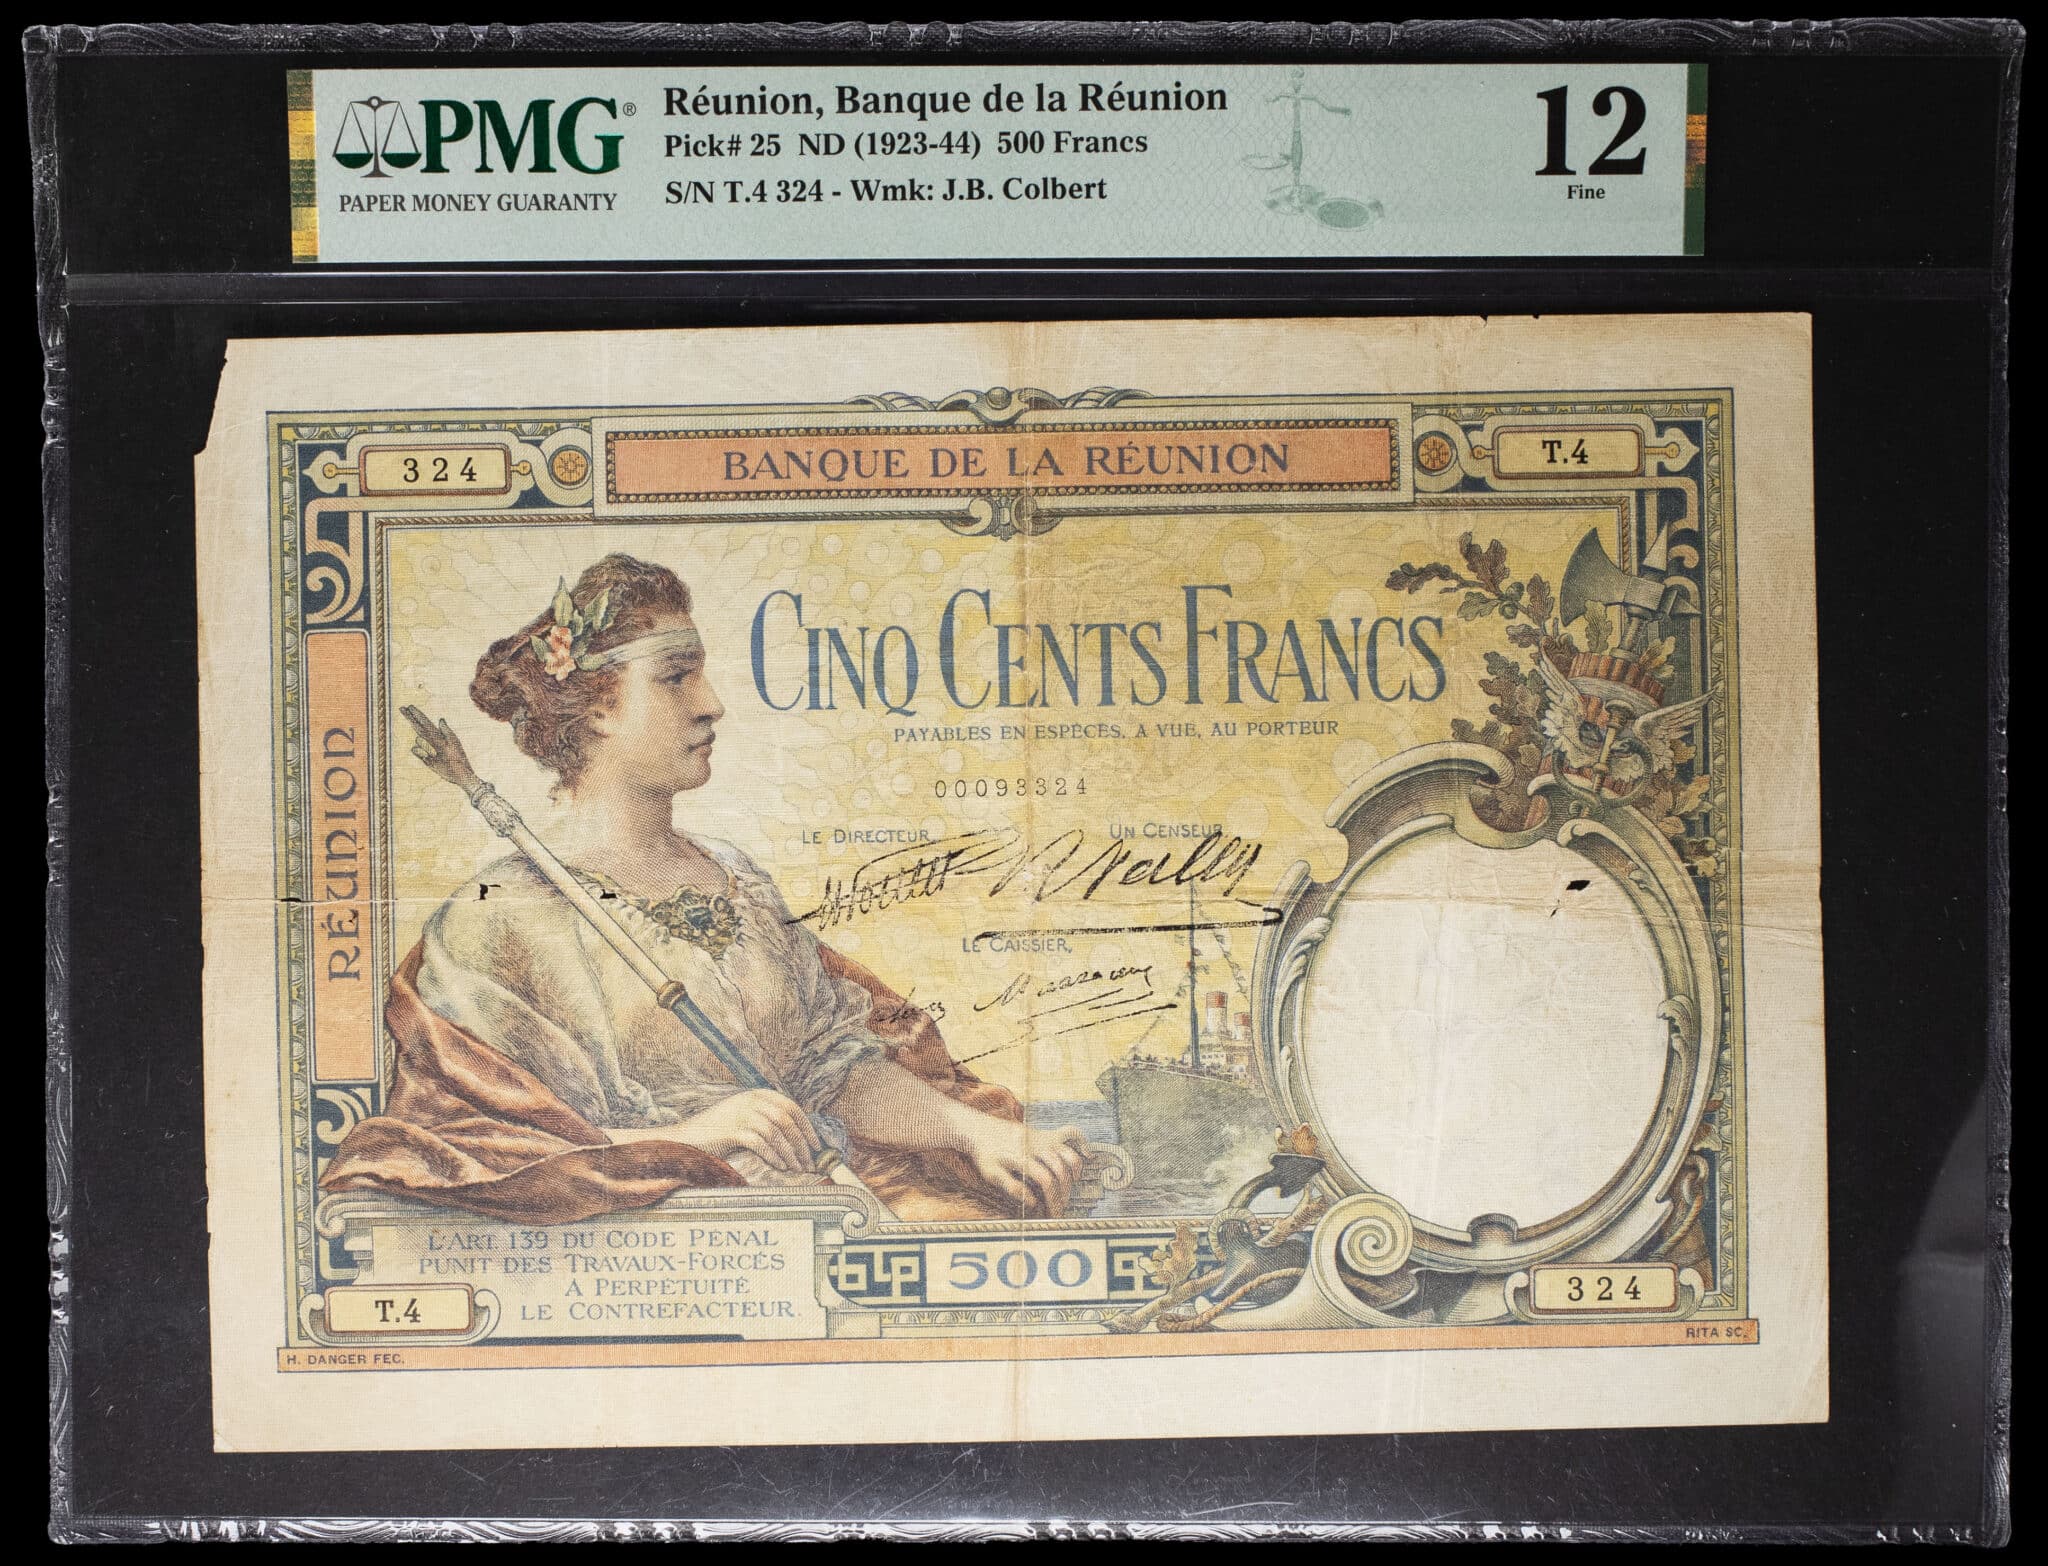 PMG®
PAPER MONEY GUARANTY
Réunion, Banque de la Réunion
Pick# 25 ND (1923-44) 500 Francs
S/N T.4 324 - Wmk: J.B. Colbert
12
Fine
324
BANQUE DE LA RÉUNION
T.4
RÉUNION
CINQ CENTS FRANCS
PAYABLES EN ESPÈCES, A VUE, AU PORTEUR
00093324
LE DIRECTEUR
UN CENSEUR
LE CAISSIER,
L'ART. 139 DU CODE PÉNAL
PUNIT DES TRAVAUX-FORCÉS
A PERPÉTUITÉ
LE CONTREFACTEUR.
500
T.4
324
H. DANGER FEC.
RITA SC.